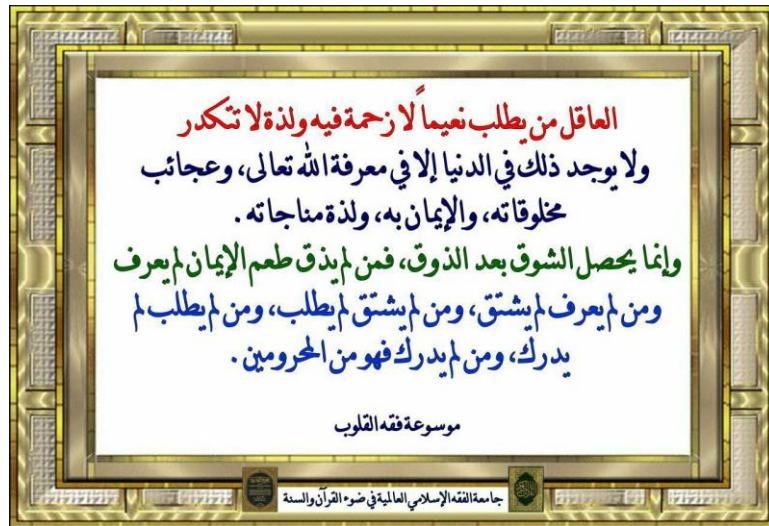 العاقل من يطلب نعيماً لا زحمة فيه ولذة لا تتكدر
ولا يوجد ذلك في الدنيا إلا في معرفة الله تعالى، وعجائب
مخلوقاته، والإيمان به، ولذة مناجاته .
وإنما يحصل الشوق بعد الذوق، فمن لم يذق طعم الإيمان لم يعرف
ومن لم يعرف لم يشتق، ومن لم يشتق لم يطلب، ومن لم يطلب لم
يدرك، ومن لم يدرك فهو من المحرومين .
موسوعة فقه القلوب
جامعة الفقه الإسلامي العالمية في ضوء القرآن والسنة